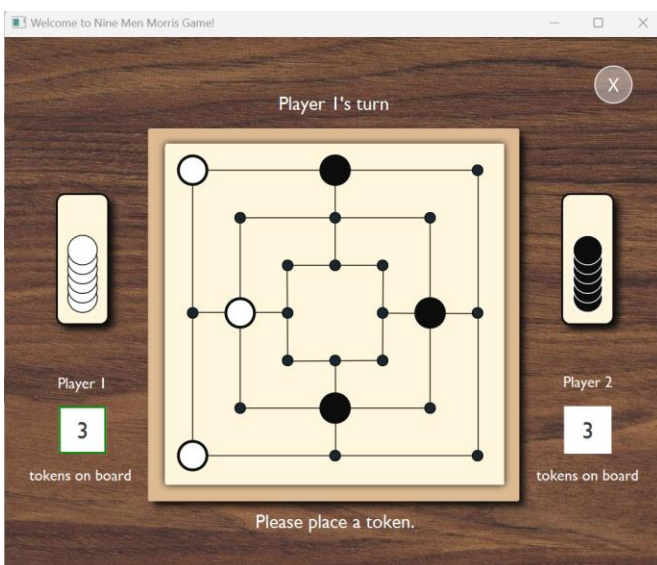 Welcome to Nine Men Morris Game!
X
Player 1's turn
Player 1
3
tokens on board
Player 2
3
tokens on board
Please place a token.